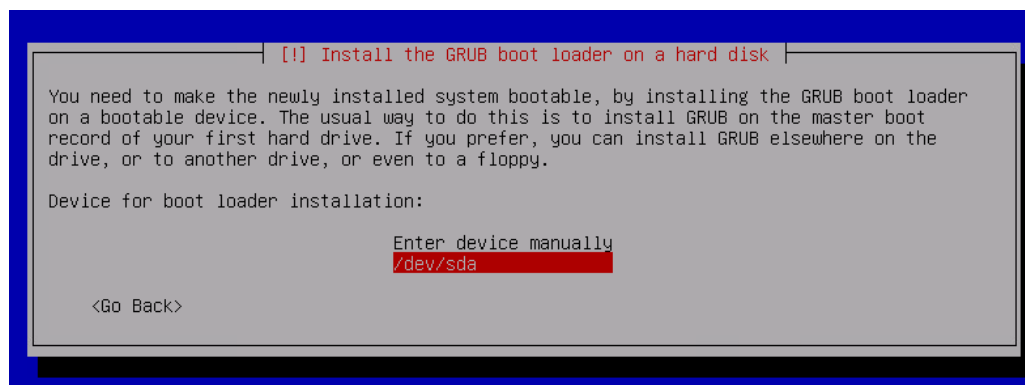 [!] Install the GRUB boot loader on a hard disk
You need to make the newly installed system bootable, by installing the GRUB boot loader
on a bootable device. The usual way to do this is to install GRUB on the master boot
record of your first hard drive. If you prefer, you can install GRUB elsewhere on the
drive, or to another drive, or even to a floppy.
Device for boot loader installation:
Enter device manually
/dev/sda
<Go Back>